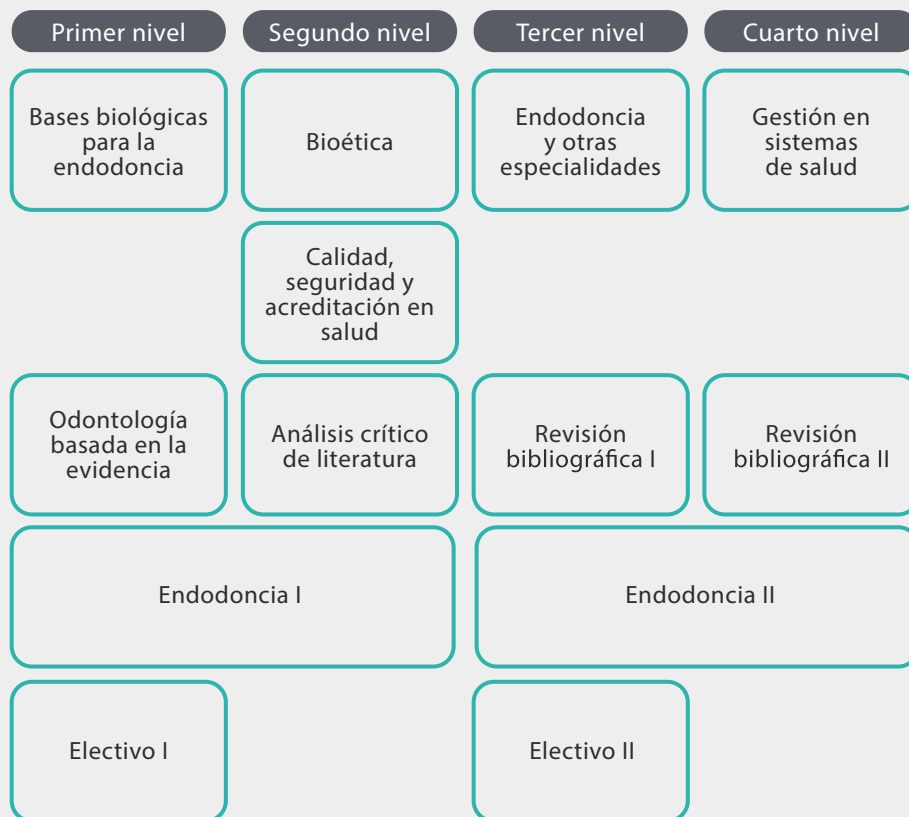 Primer nivel
Segundo nivel
Tercer nivel
Cuarto nivel
Bases biológicas
para la
endodoncia
Bioética
Endodoncia
y otras
especialidades
Gestión en
sistemas
de salud
Calidad,
seguridad y
acreditación en
salud
Odontología
basada en la
evidencia
Análisis crítico
de literatura
Revisión
bibliográfica I
Revisión
bibliográfica II
Endodoncia I
Endodoncia II
Electivo I
Electivo II